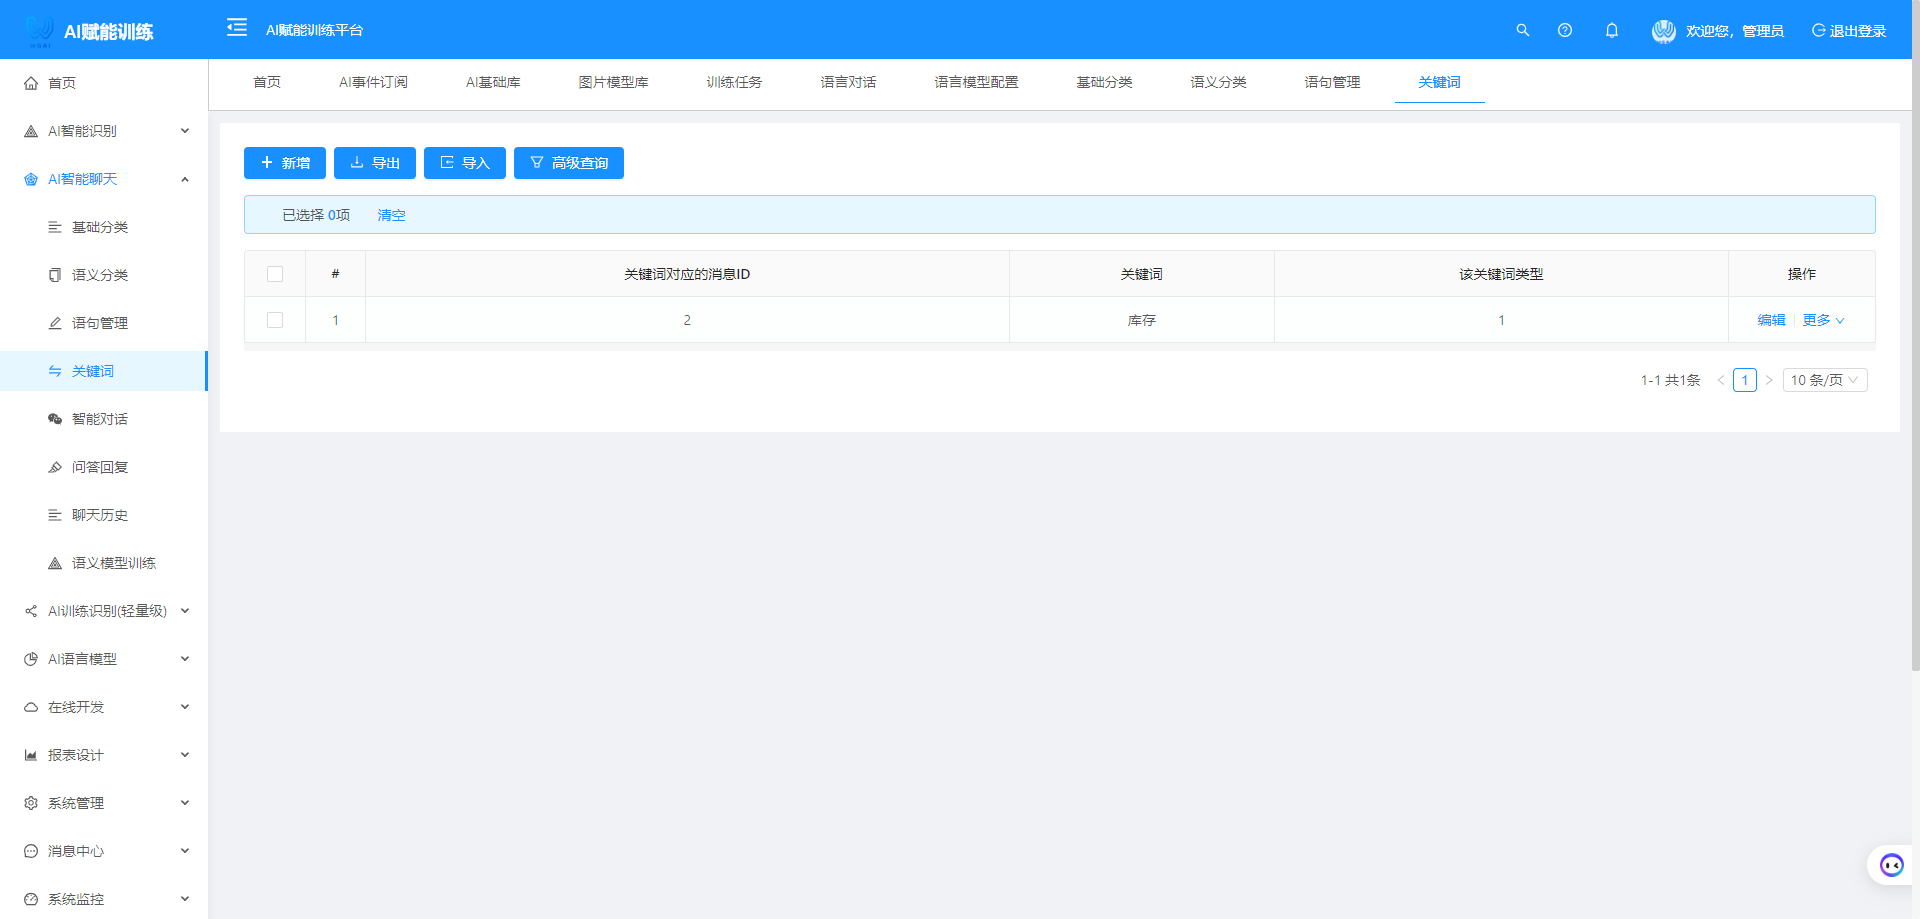 AI赋能训练
AI赋能训练平台
欢迎您，管理员
退出登录
首页
AI智能识别
AI智能聊天
基础分类
语义分类
语句管理
关键词
智能对话
问答回复
聊天历史
语义模型训练
AI训练识别(轻量级)
AI语言模型
在线开发
报表设计
系统管理
消息中心
系统监控
首页 AI事件订阅 AI基础库 图片模型库 训练任务 语言对话 语言模型配置 基础分类 语义分类 语句管理 关键词
新增 导出 导入 高级查询
已选择 0项 清空
# 关键词对应的消息ID 关键词 该关键词类型 操作
1 2 库存 1 编辑 更多
1-1 共1条 < 1 > 10 条/页